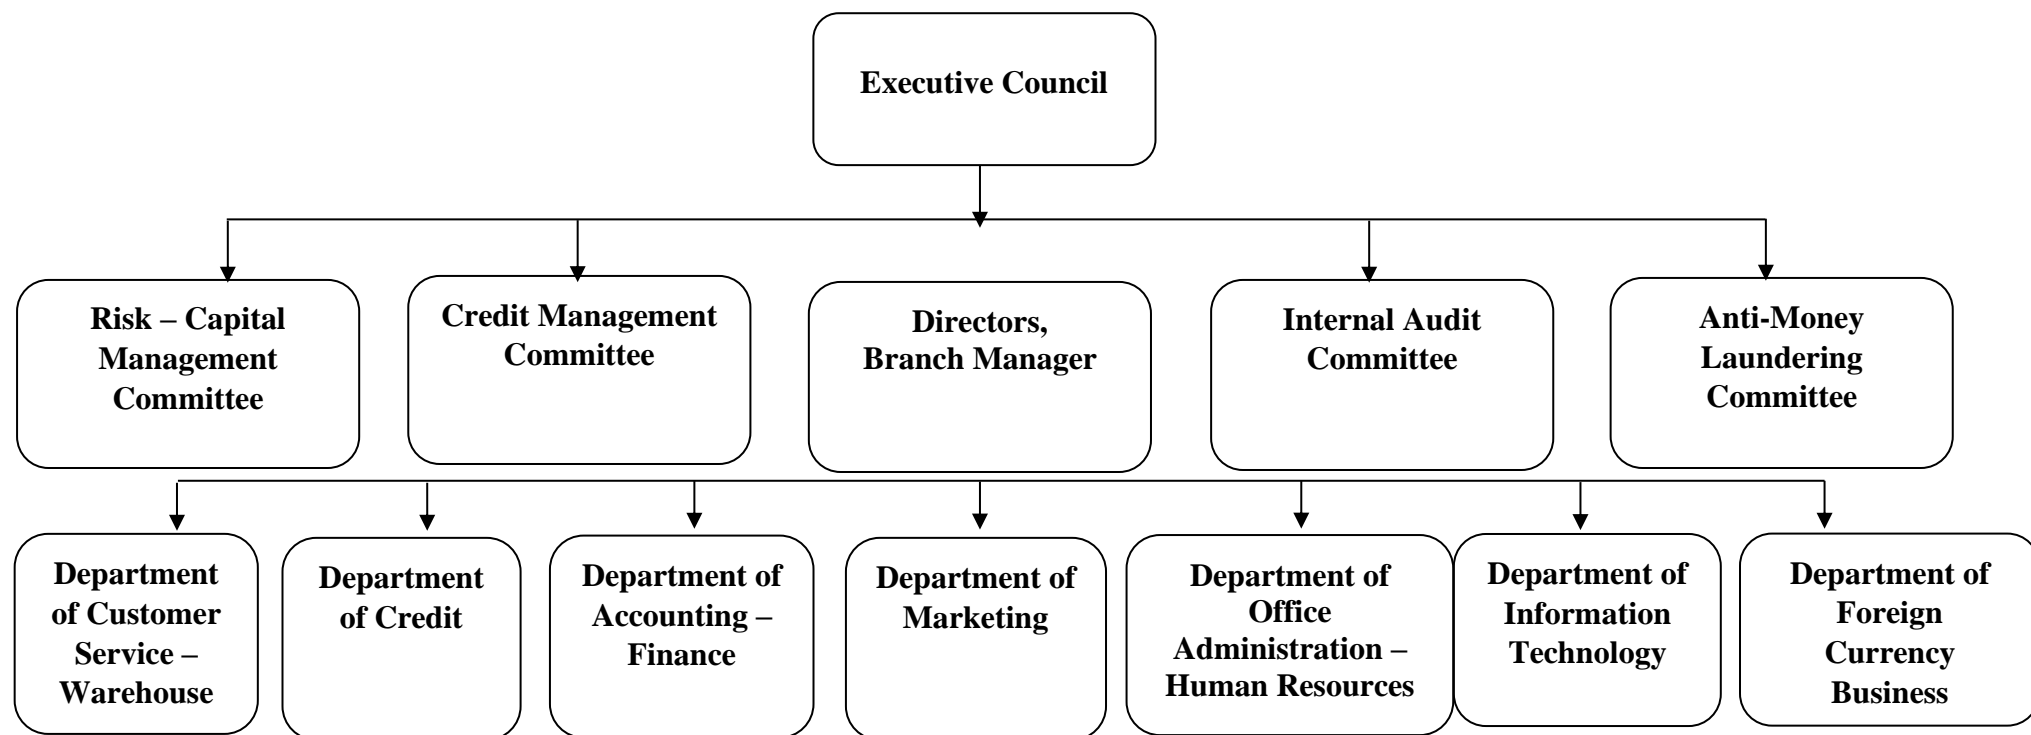 Executive Council
Risk – Capital
Management
Committee
Credit Management
Committee
Directors,
Branch Manager
Internal Audit
Committee
Anti-Money
Laundering
Committee
Department
of Customer
Service –
Warehouse
Department
of Credit
Department of
Accounting –
Finance
Department of
Marketing
Department of
Office
Administration –
Human Resources
Department of
Information
Technology
Department of
Foreign
Currency
Business